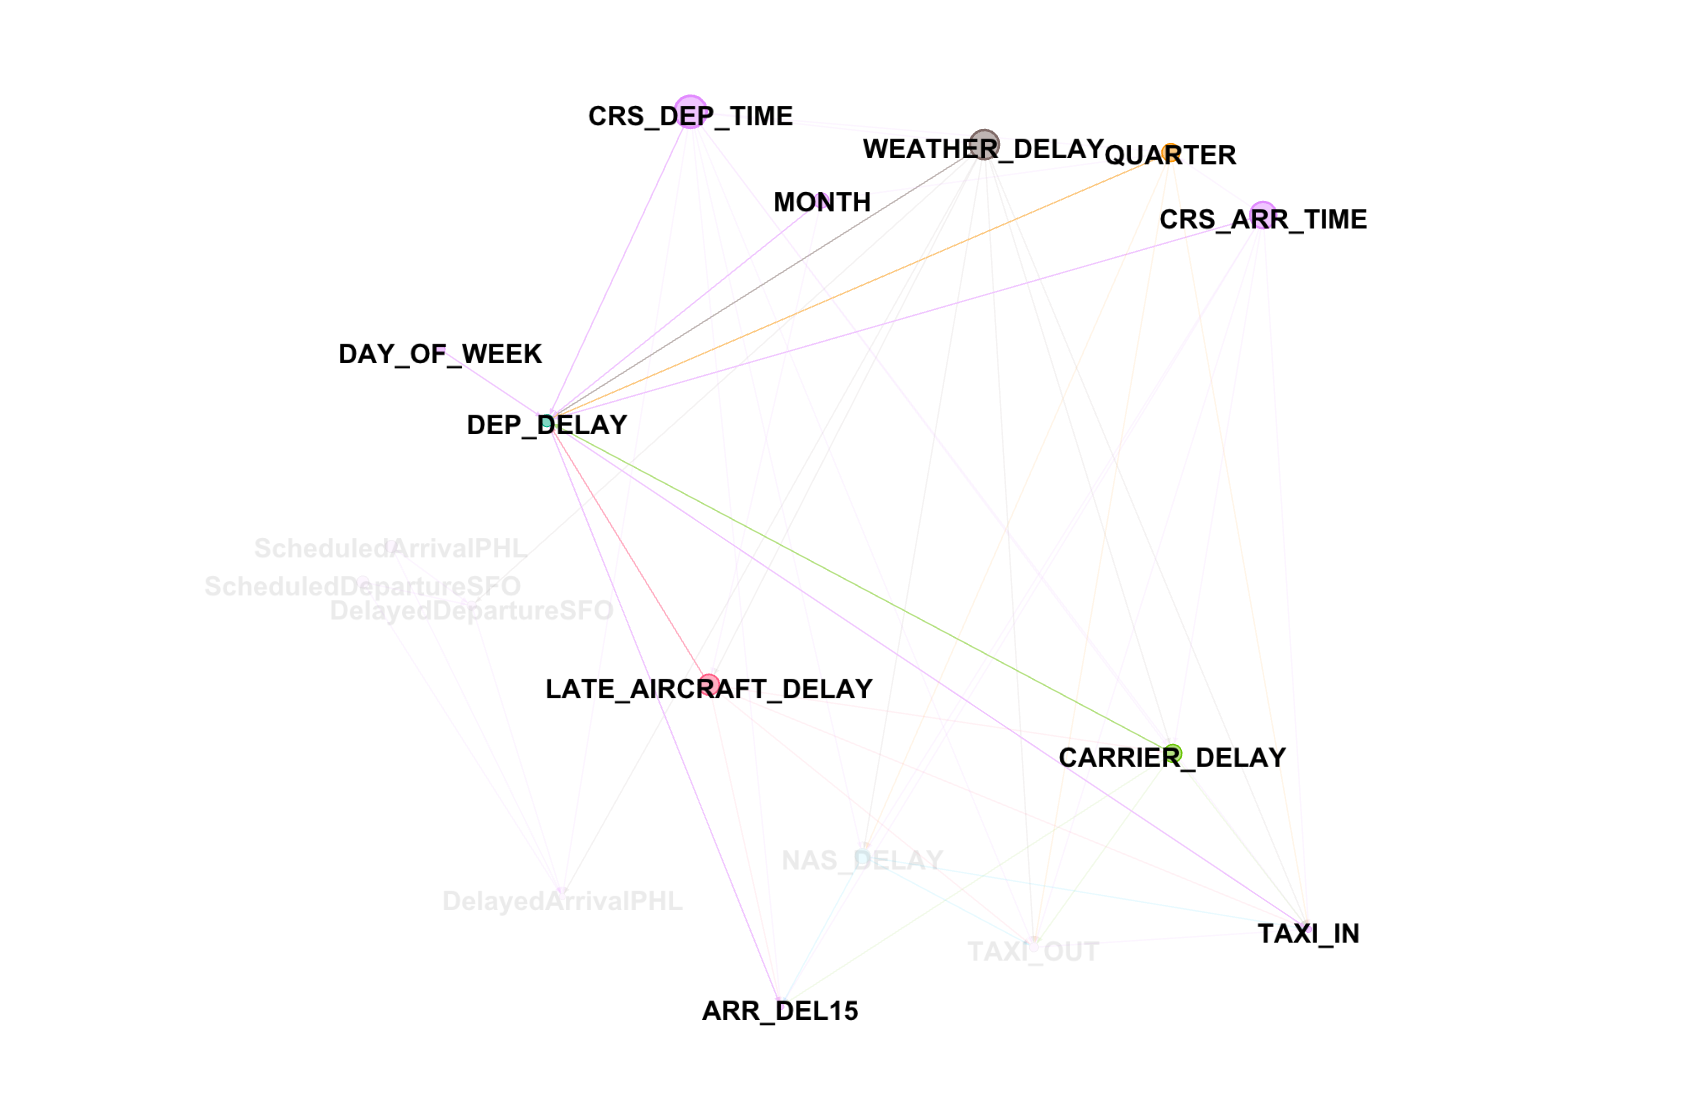 CRS_DEP_TIME
WEATHER_DELAY
QUARTER
MONTH
CRS_ARR_TIME
DAY_OF_WEEK
DEP_DELAY
ScheduledArrivalPHL
ScheduledDepartureSFO
DelayedDepartureSFO
LATE_AIRCRAFT_DELAY
CARRIER_DELAY
NAS_DELAY
DelayedArrivalPHL
TAXI_IN
TAXI_OUT
ARR_DEL15